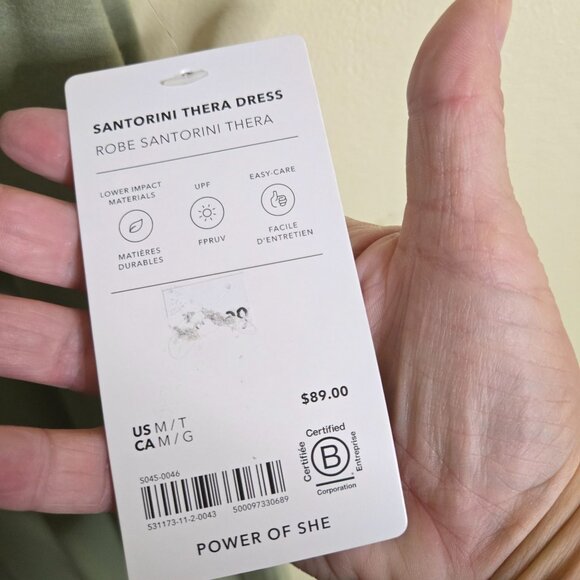 SANTORINI THERA DRESS
ROBE SANTORINI THERA
LOWER IMPACT
MATERIALS
MATIÈRES
DURABLES
UPF
FPRUV
EASY-CARE
FACILE
D'ENTRETIEN
$89.00
US M / T
CA M / G
Certified
Certifiée
B
Entreprise
Corporation
S04S-0046
S31173-11-2-0043 500097330689
POWER OF SHE